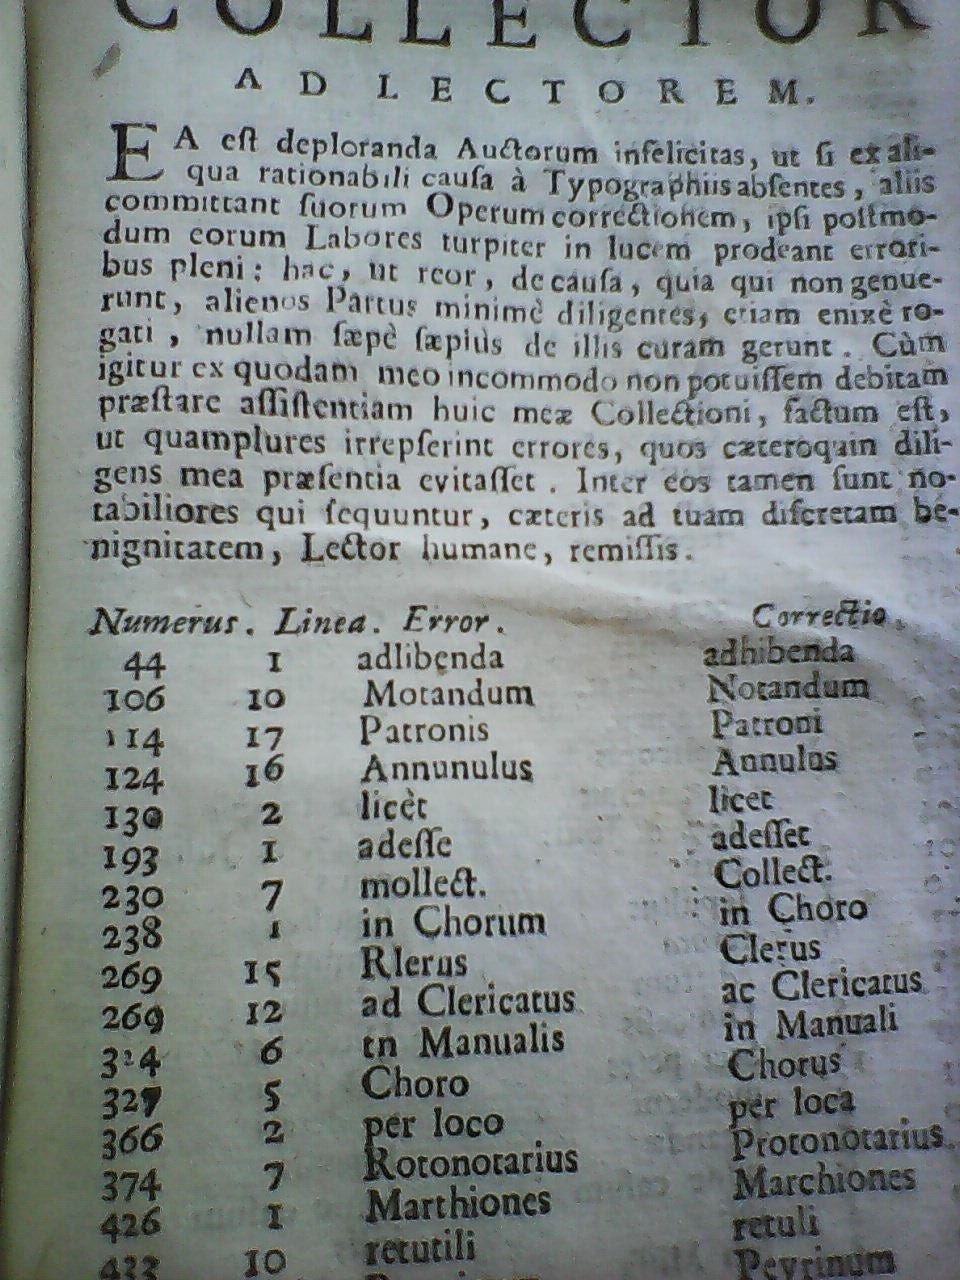 COLLECTOR
AD LECTOREM.
EA eſt deploranda Auctorum infelicitas, ut ſi ex ali-
qua rationabili cauſa à Typographiis abſentes, aliis
committant ſuorum Operum correctionem, ipſi poſtmo-
dum eorum Labores turpiter in lucem prodeant errori-
bus pleni: hac, ut reor, de cauſa, quia qui non genue-
runt, alienos Partus minimè diligentes, etiam enixè ro-
gati, nullam ſæpè ſæpiùs de illis curam gerunt. Cùm
igitur ex quodam meo incommodo non potuiſſem debitam
præſtare aſſiſtentiam huic meæ Collectioni, factum eſt,
ut quamplures irrepſerint errores, quos cæteroquin dili-
gens mea præſentia evitaſſet. Inter eos tamen ſunt no-
tabiliores qui ſequuntur, cæteris ad tuam diſcretam be-
nignitatem, Lector humane, remiſſis.
Numerus. Linea. Error. Correctio.
44 1 adlibenda adhibenda
106 10 Motandum Notandum
114 17 Patronis Patroni
124 16 Annunulus Annulus
130 2 licèt licet
193 1 adeſſe adeſſet
230 7 mollect. Collect.
238 1 in Chorum in Choro
269 15 Rlerus Clerus
269 12 ad Clericatus ac Clericatus
324 6 tn Manualis in Manuali
327 5 Choro Chorus
366 2 per loco per loca
374 7 Rotonotarius Protonotarius
426 1 Marthiones Marchiones
433 10 retutili retuli
Peyrinum